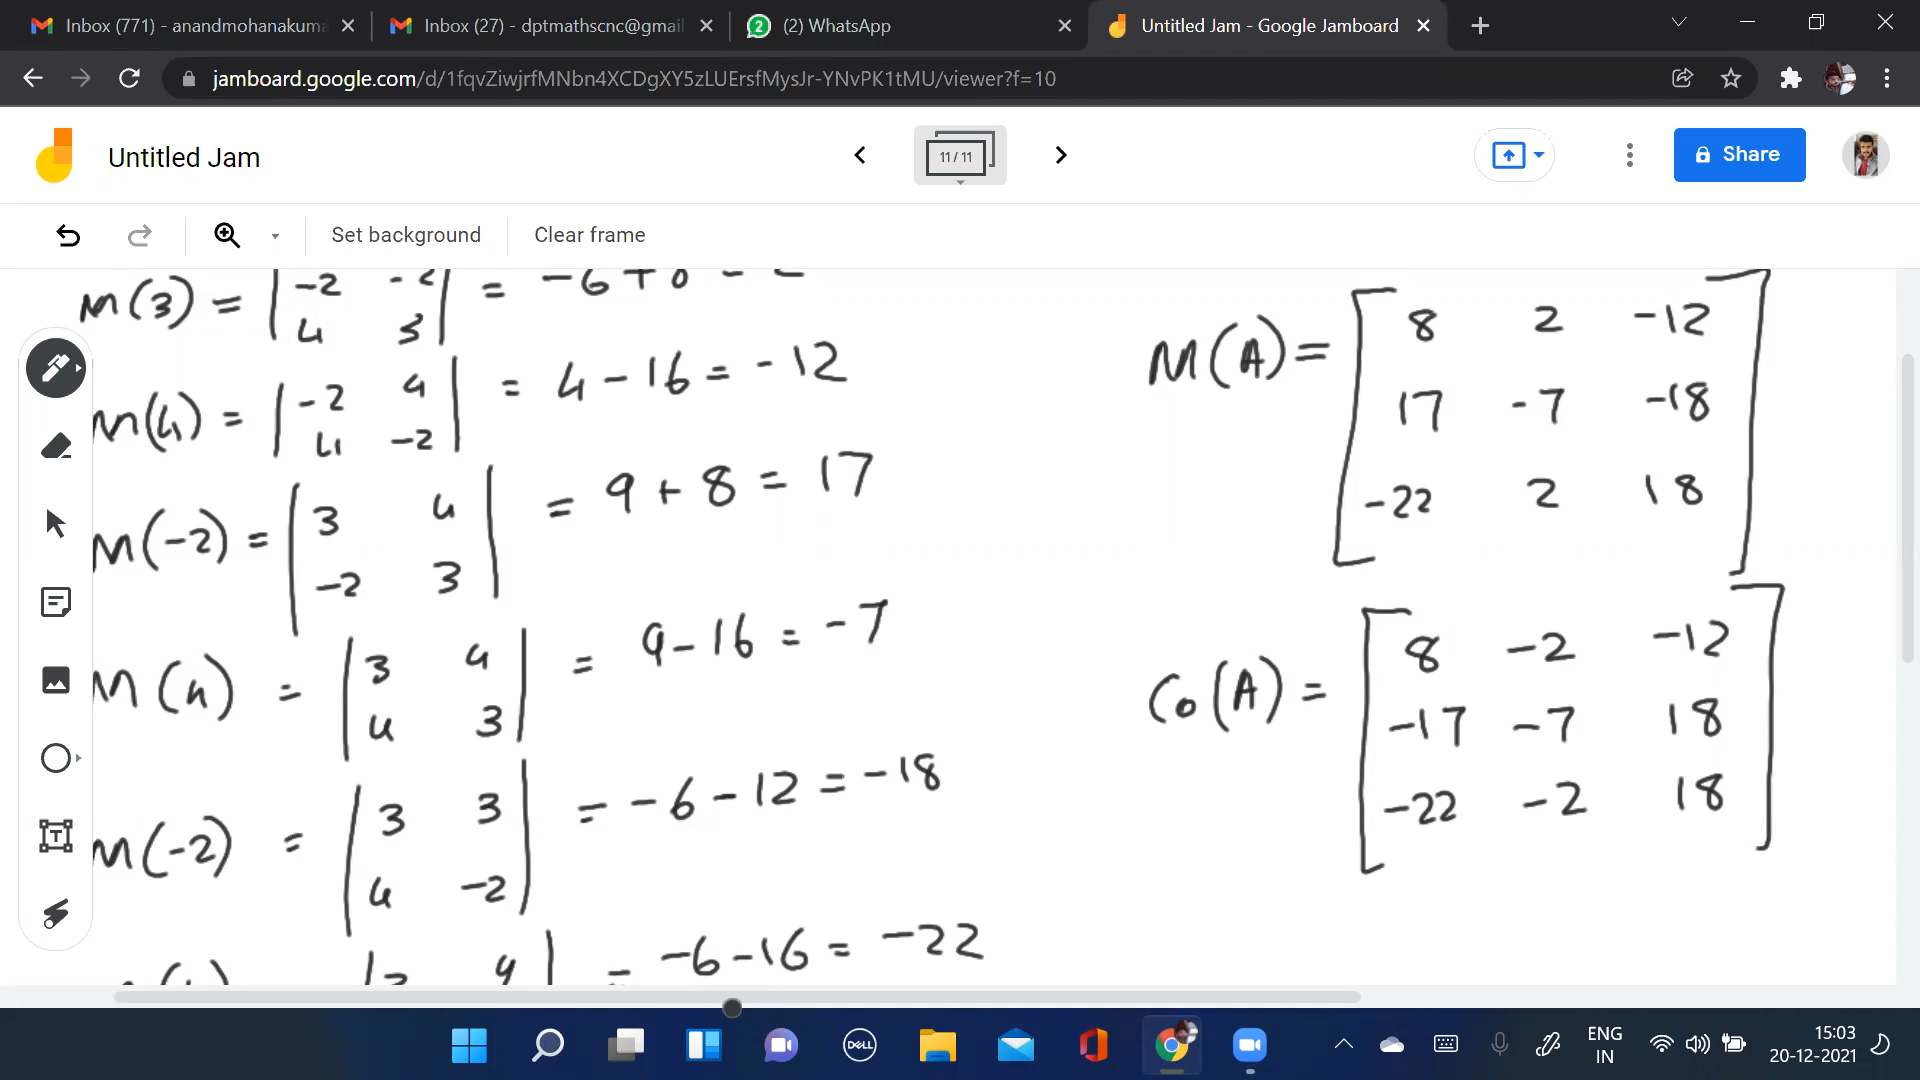 Inbox (771) - anandmohanakum
Inbox (27) - dptmathscnc@gmail
(2) WhatsApp
Untitled Jam - Google Jamboard
jamboard.google.com/d/1fqvZiwjrfMNbn4XCDgXY5zLUErsfMysJr-YNvPK1tMU/viewer?f=10
Untitled Jam
11 / 11
Share
Set background
Clear frame
M(3) = | -2 -2 | = -6+8 = 2
| 4 3 |
M(4) = | -2 4 | = 4 - 16 = -12
| 4 -2 |
M(-2) = | 3 4 | = 9 + 8 = 17
| -2 3 |
M(4) = | 3 4 | = 9 - 16 = -7
| 4 3 |
M(-2) = | 3 3 | = -6 - 12 = -18
| 4 -2 |
= -6-16 = -22
M(A) = [ 8 2 -12
17 -7 -18
-22 2 18 ]
Co(A) = [ 8 -2 -12
-17 -7 18
-22 -2 18 ]
DELL
ENG
IN
15:03
20-12-2021